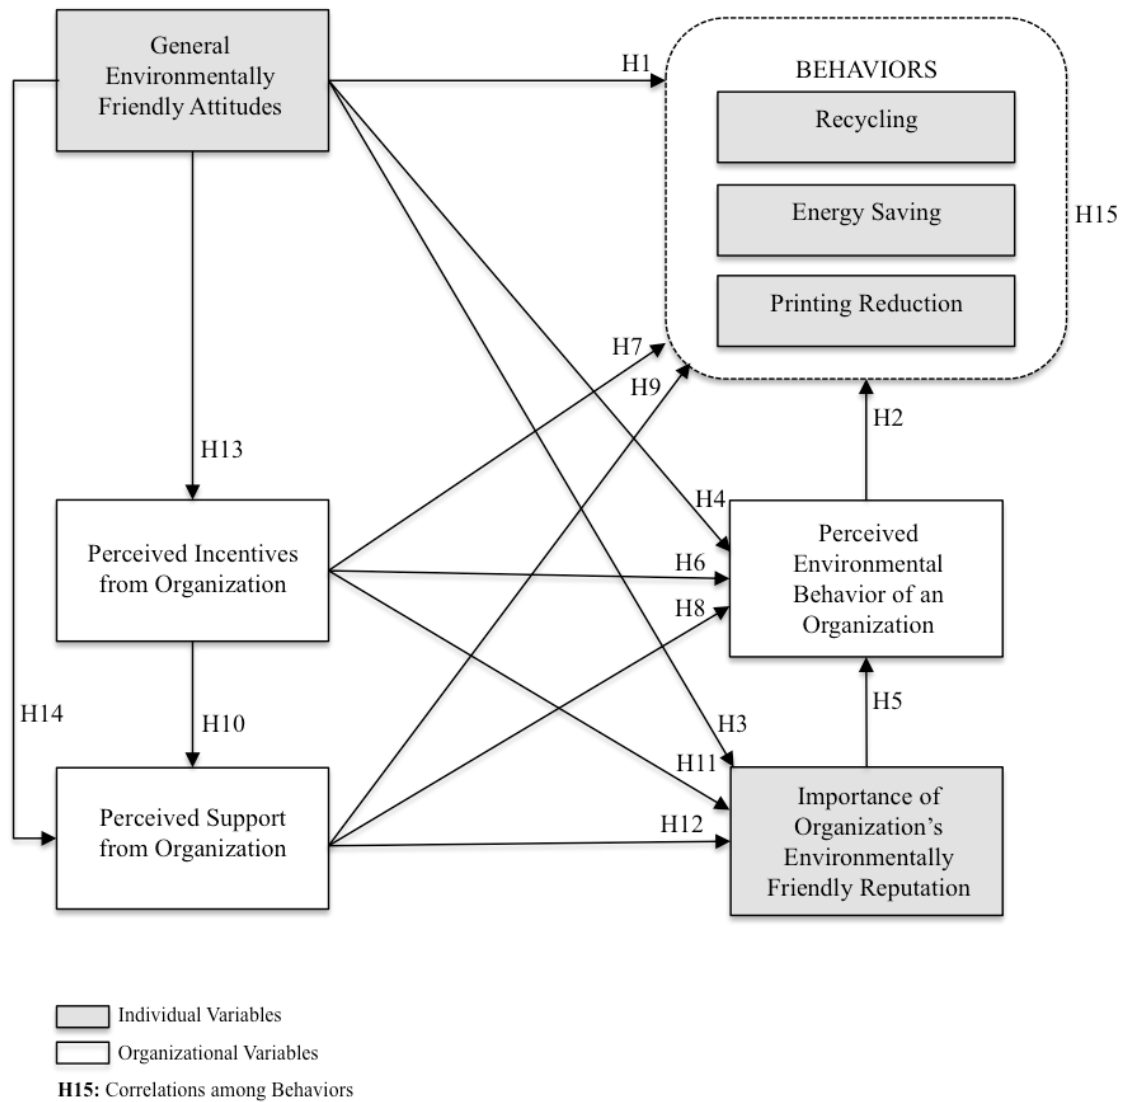 General
Environmentally
Friendly Attitudes
H1
BEHAVIORS
Recycling
Energy Saving
H15
Printing Reduction
H7
H9
H2
H13
H4
Perceived Incentives
from Organization
H6
H8
Perceived
Environmental
Behavior of an
Organization
H14
H10
H5
H3
H11
H12
Perceived Support
from Organization
Importance of
Organization’s
Environmentally
Friendly Reputation
Individual Variables
Organizational Variables
H15: Correlations among Behaviors